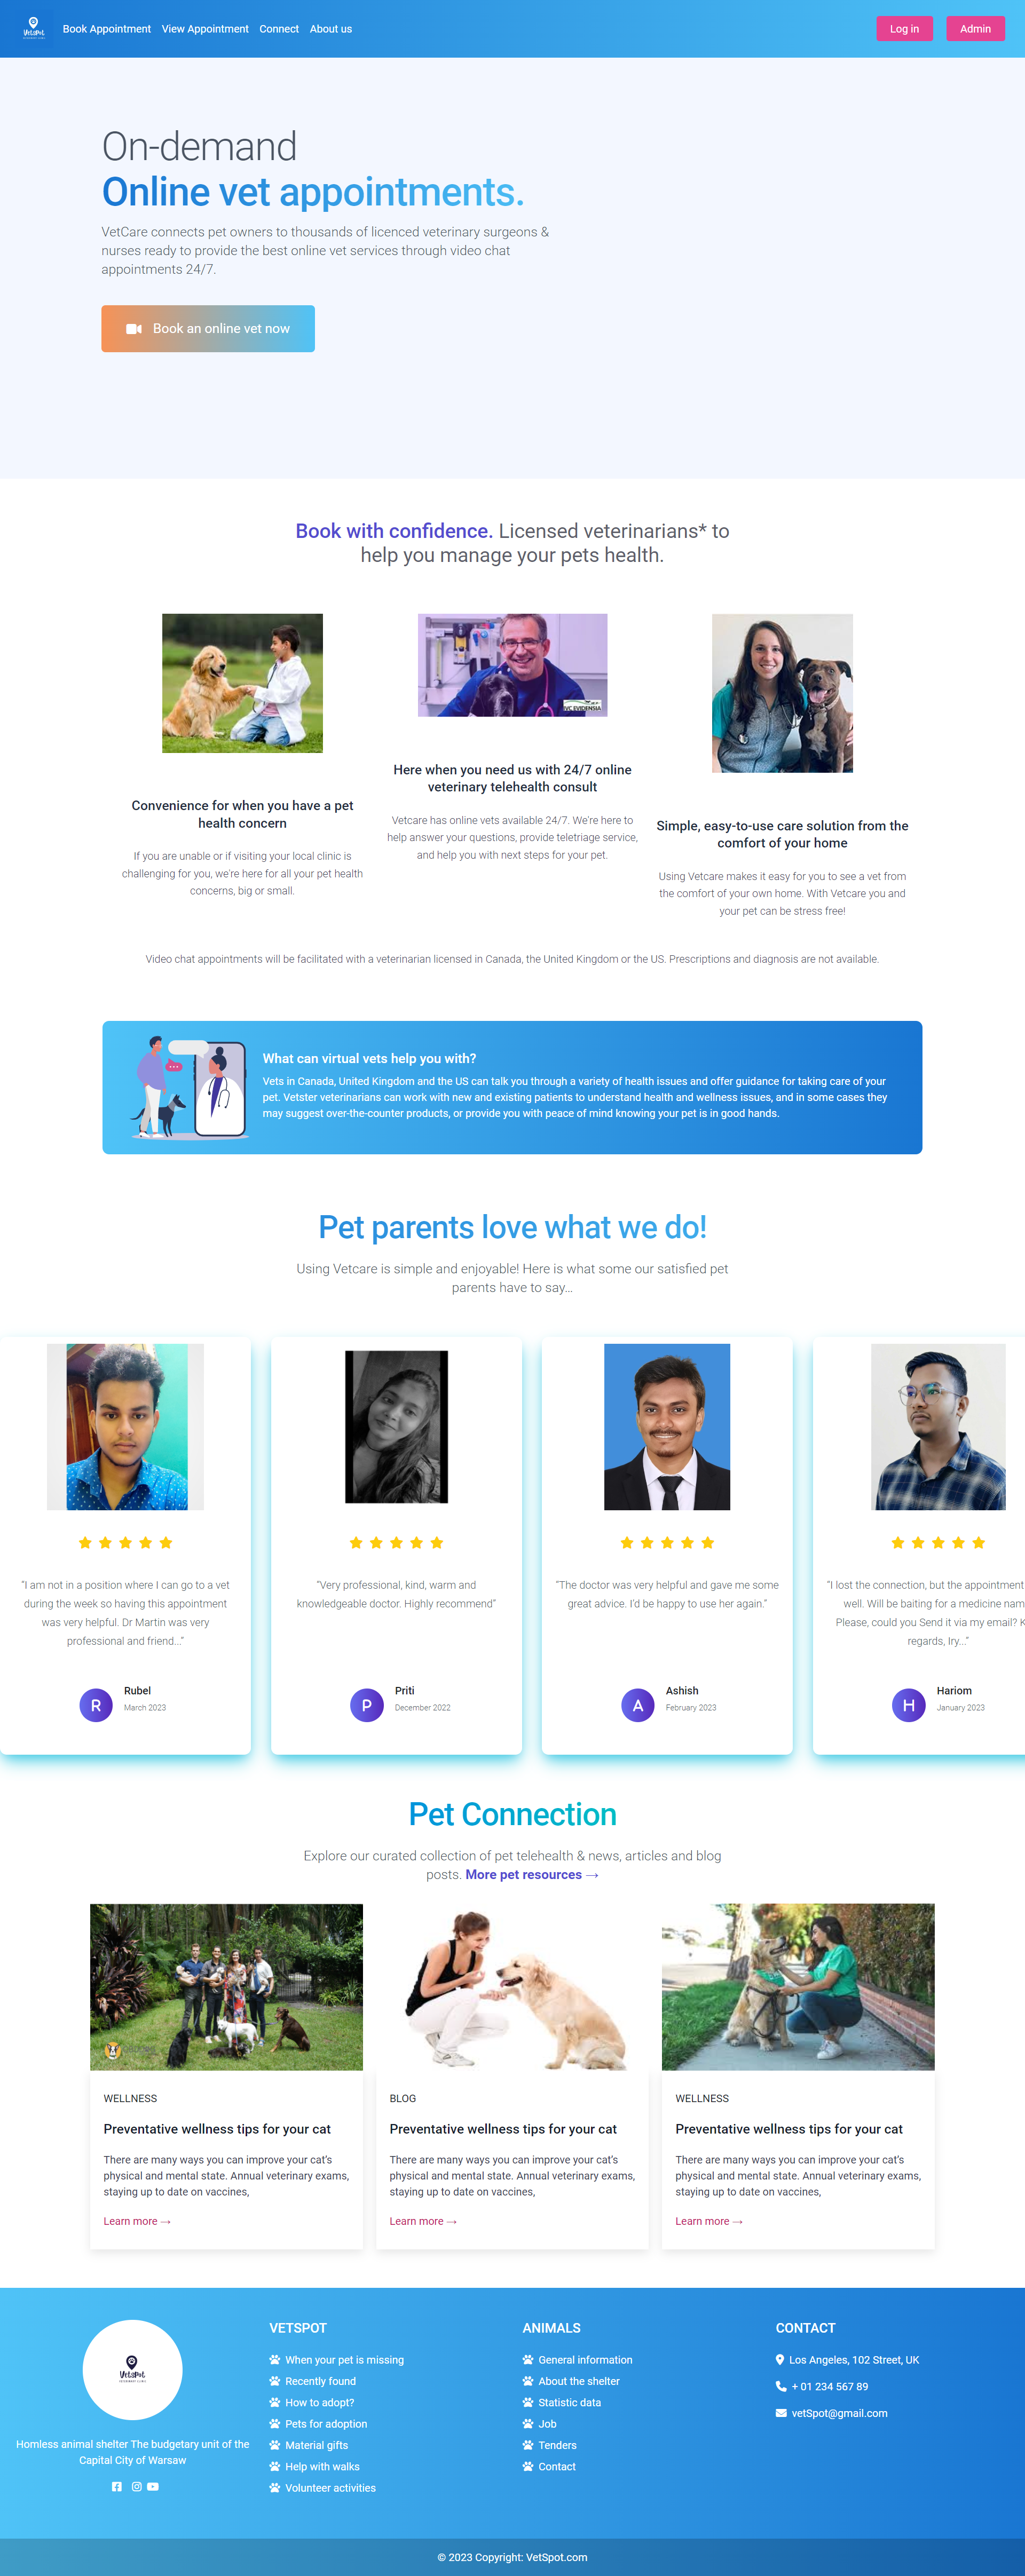 VetSpot
Book Appointment View Appointment Connect About us
Log in Admin
On-demand
Online vet appointments.
VetCare connects pet owners to thousands of licenced veterinary surgeons &
nurses ready to provide the best online vet services through video chat
appointments 24/7.
Book an online vet now
Book with confidence. Licensed veterinarians* to
help you manage your pets health.
IVC EVIDENSIA
Convenience for when you have a pet
health concern
If you are unable or if visiting your local clinic is
challenging for you, we're here for all your pet health
concerns, big or small.
Here when you need us with 24/7 online
veterinary telehealth consult
Vetcare has online vets available 24/7. We're here to
help answer your questions, provide teletriage service,
and help you with next steps for your pet.
Simple, easy-to-use care solution from the
comfort of your home
Using Vetcare makes it easy for you to see a vet from
the comfort of your own home. With Vetcare you and
your pet can be stress free!
Video chat appointments will be facilitated with a veterinarian licensed in Canada, the United Kingdom or the US. Prescriptions and diagnosis are not available.
What can virtual vets help you with?
Vets in Canada, United Kingdom and the US can talk you through a variety of health issues and offer guidance for taking care of your
pet. Vetster veterinarians can work with new and existing patients to understand health and wellness issues, and in some cases they
may suggest over-the-counter products, or provide you with peace of mind knowing your pet is in good hands.
Pet parents love what we do!
Using Vetcare is simple and enjoyable! Here is what some our satisfied pet
parents have to say...
“I am not in a position where I can go to a vet
during the week so having this appointment
was very helpful. Dr Martin was very
professional and friend...”
R
Rubel
March 2023
“Very professional, kind, warm and
knowledgeable doctor. Highly recommend”
P
Priti
December 2022
“The doctor was very helpful and gave me some
great advice. I'd be happy to use her again.”
A
Ashish
February 2023
“I lost the connection, but the appointment
well. Will be baiting for a medicine nam
Please, could you Send it via my email? K
regards, Iry...”
H
Hariom
January 2023
Pet Connection
Explore our curated collection of pet telehealth & news, articles and blog
posts. More pet resources →
WELLNESS
Preventative wellness tips for your cat
There are many ways you can improve your cat's
physical and mental state. Annual veterinary exams,
staying up to date on vaccines,
Learn more →
BLOG
Preventative wellness tips for your cat
There are many ways you can improve your cat's
physical and mental state. Annual veterinary exams,
staying up to date on vaccines,
Learn more →
WELLNESS
Preventative wellness tips for your cat
There are many ways you can improve your cat's
physical and mental state. Annual veterinary exams,
staying up to date on vaccines,
Learn more →
VetSpot
Homless animal shelter The budgetary unit of the
Capital City of Warsaw
VETSPOT
When your pet is missing
Recently found
How to adopt?
Pets for adoption
Material gifts
Help with walks
Volunteer activities
ANIMALS
General information
About the shelter
Statistic data
Job
Tenders
Contact
CONTACT
Los Angeles, 102 Street, UK
+ 01 234 567 89
vetSpot@gmail.com
© 2023 Copyright: VetSpot.com